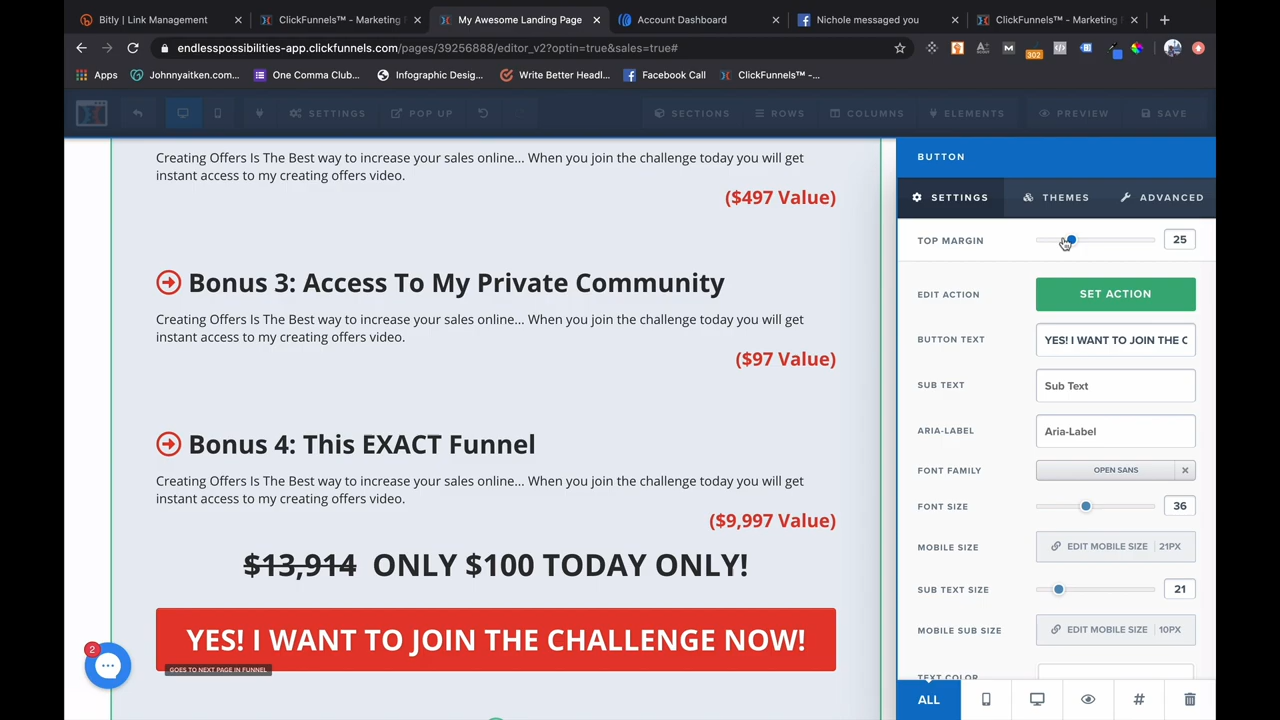 Bitly | Link Management
ClickFunnels™ - Marketing
My Awesome Landing Page
Account Dashboard
Nichole messaged you
ClickFunnels™ - Marketing
endlesspossibilities-app.clickfunnels.com/pages/39256888/editor_v2?optin=true&sales=true#
302
Apps
Johnnyaitken.com...
One Comma Club...
Infographic Desig...
Write Better Headl...
Facebook Call
ClickFunnels™ -...
SETTINGS
POP UP
SECTIONS
ROWS
COLUMNS
ELEMENTS
PREVIEW
SAVE
Creating Offers Is The Best way to increase your sales online... When you join the challenge today you will get
instant access to my creating offers video.
($497 Value)
Bonus 3: Access To My Private Community
Creating Offers Is The Best way to increase your sales online... When you join the challenge today you will get
instant access to my creating offers video.
($97 Value)
Bonus 4: This EXACT Funnel
Creating Offers Is The Best way to increase your sales online... When you join the challenge today you will get
instant access to my creating offers video.
($9,997 Value)
$13,914 ONLY $100 TODAY ONLY!
YES! I WANT TO JOIN THE CHALLENGE NOW!
GOES TO NEXT PAGE IN FUNNEL
2
BUTTON
SETTINGS
THEMES
ADVANCED
TOP MARGIN
25
EDIT ACTION
SET ACTION
BUTTON TEXT
YES! I WANT TO JOIN THE C
SUB TEXT
Sub Text
ARIA-LABEL
Aria-Label
FONT FAMILY
OPEN SANS
FONT SIZE
36
MOBILE SIZE
EDIT MOBILE SIZE | 21PX
SUB TEXT SIZE
21
MOBILE SUB SIZE
EDIT MOBILE SIZE | 10PX
TEXT COLOR
ALL